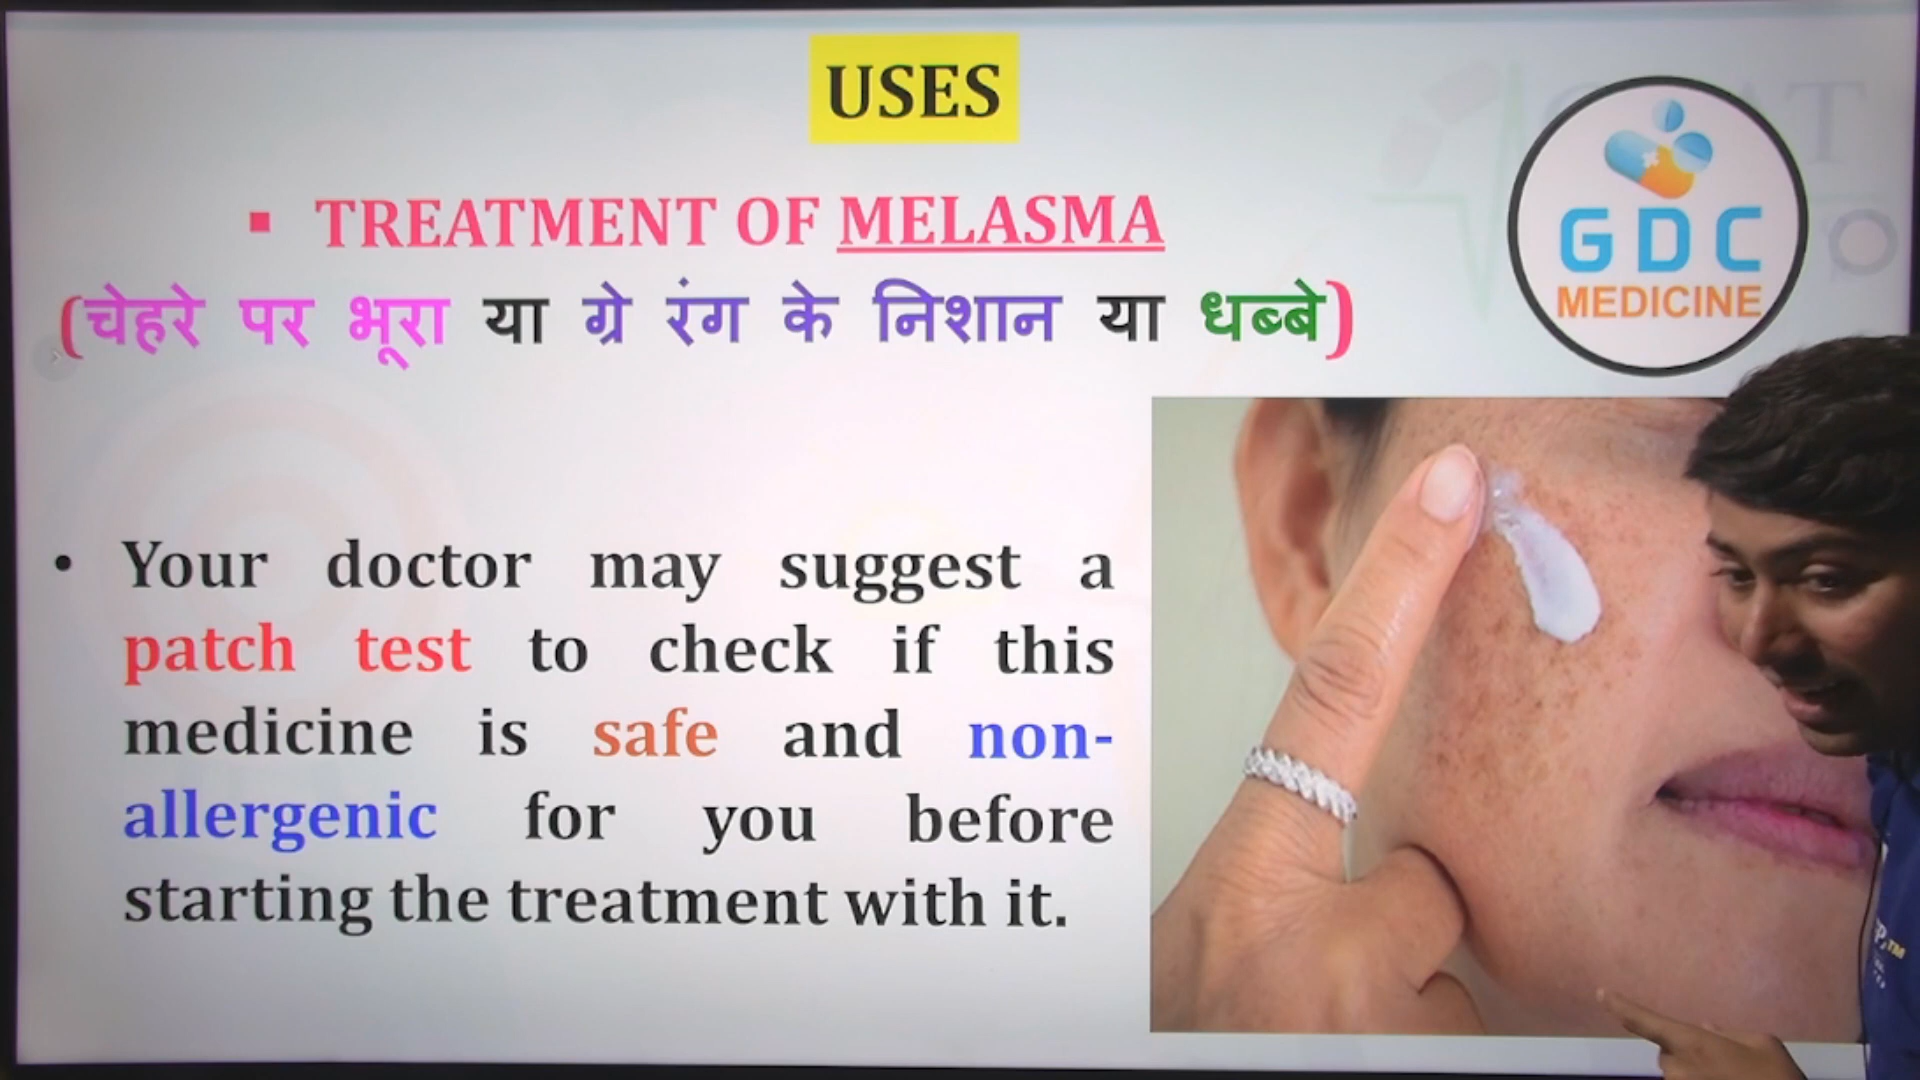 USES
▪ TREATMENT OF MELASMA
(चेहरे पर भूरा या ग्रे रंग के निशान या धब्बे)
GDC
MEDICINE
• Your doctor may suggest a
patch test to check if this
medicine is safe and non-
allergenic for you before
starting the treatment with it.